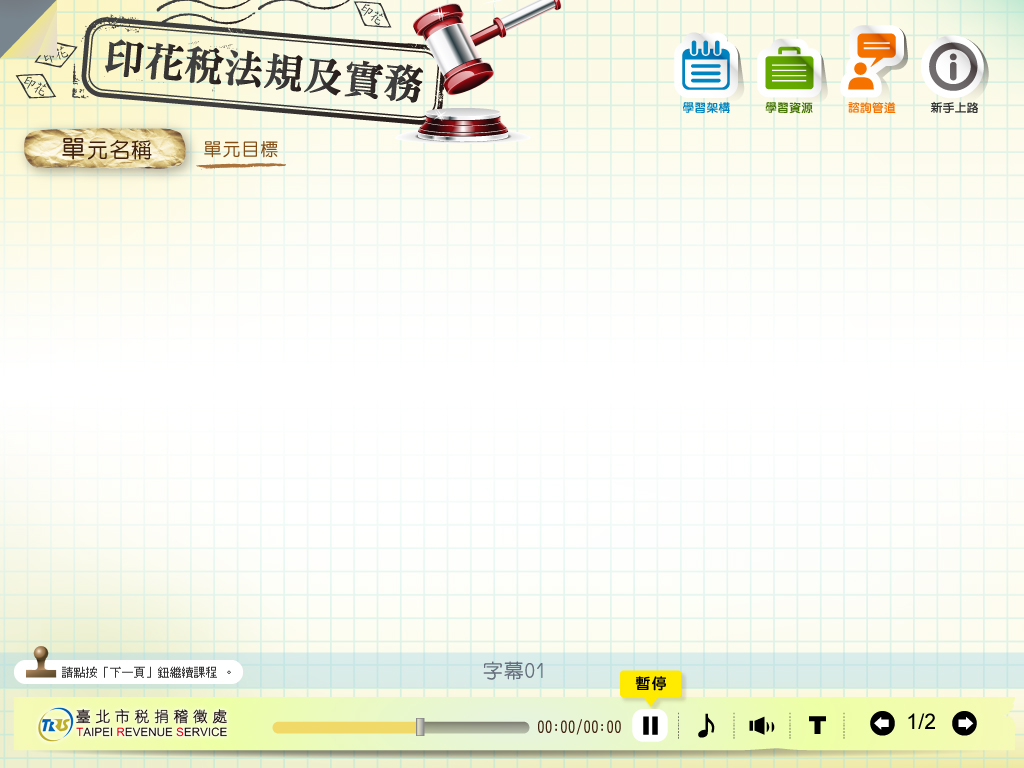 印花
印花
印花
印花稅法規及實務
學習架構
學習資源
諮詢管道
新手上路
單元名稱
單元目標
字幕01
請點按「下一頁」鈕繼續課程 。
暫停
TRS
臺北市稅捐稽徵處
TAIPEI REVENUE SERVICE
00:00/00:00
T
1/2